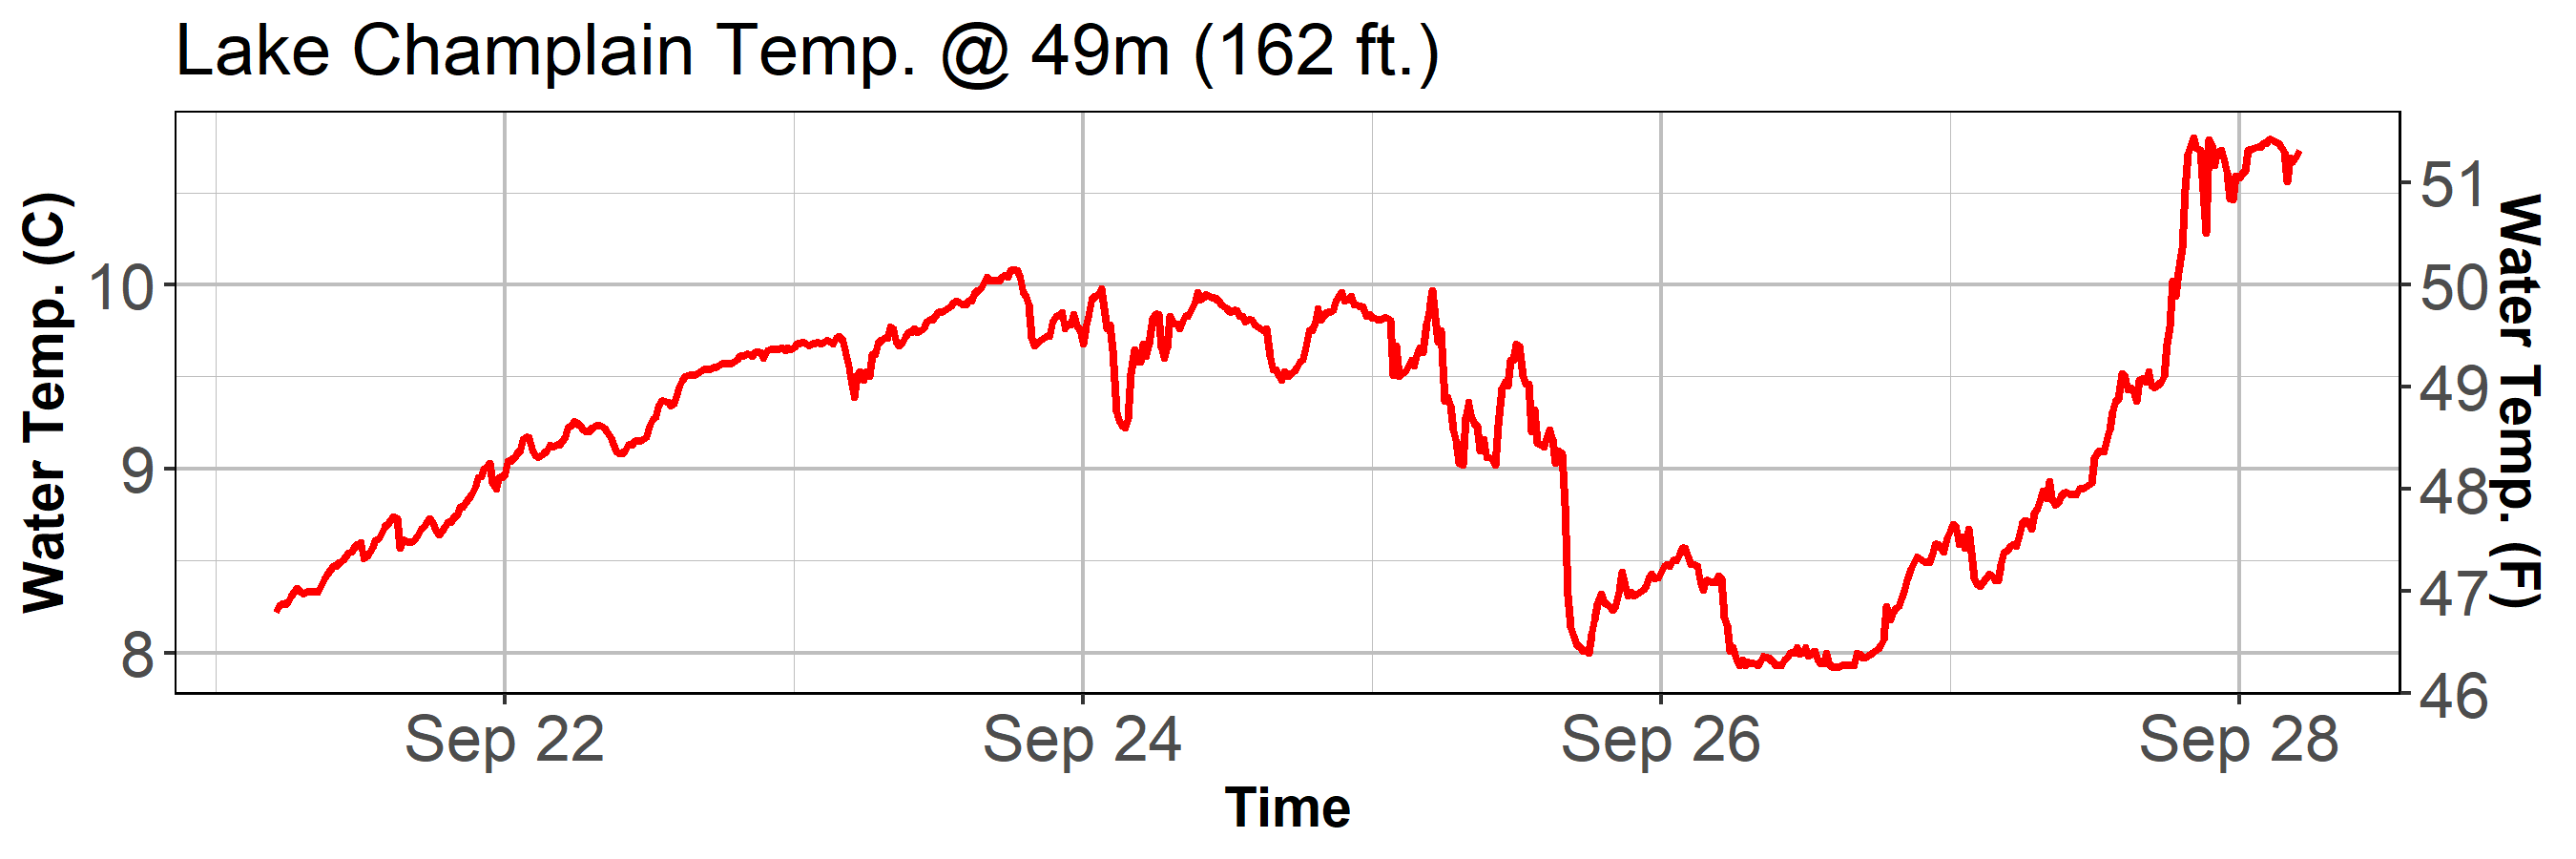 Lake Champlain Temp. @ 49m (162 ft.)
Water Temp. (C)
10
9
8
51
50
49
48
47
46
Water Temp. (F)
Sep 22
Sep 24
Sep 26
Sep 28
Time